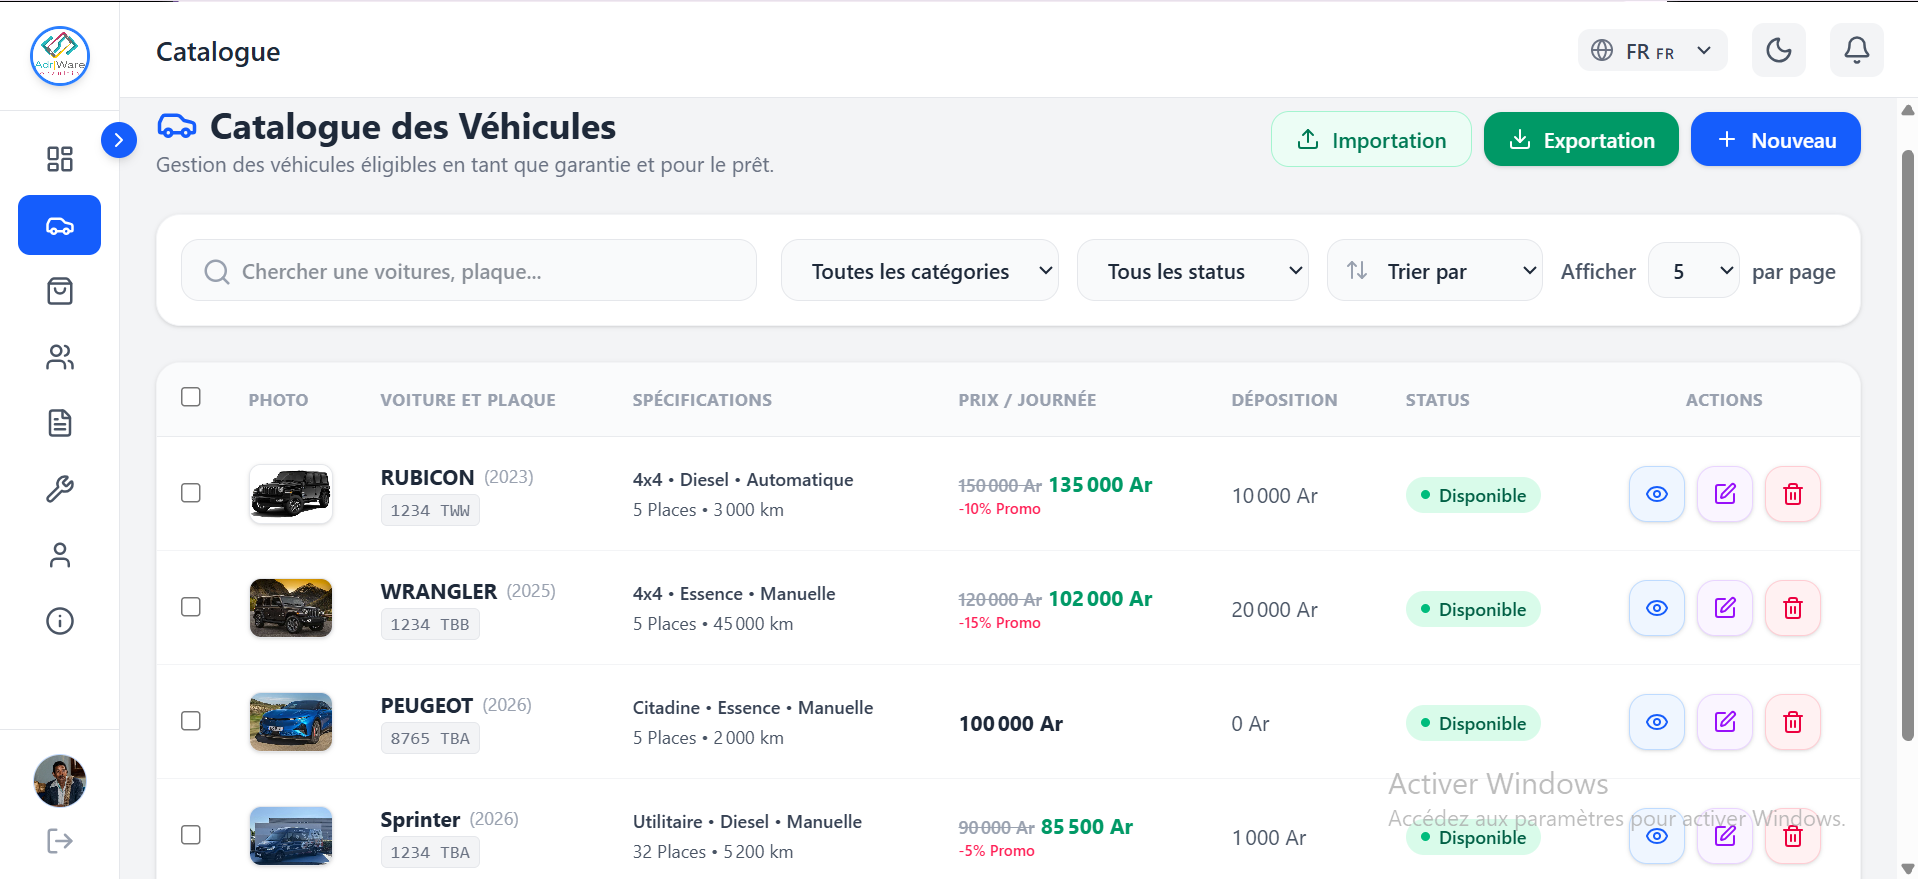 AdriWare
Catalogue
FR FR
Catalogue des Véhicules
Gestion des véhicules éligibles en tant que garantie et pour le prêt.
Importation
Exportation
Nouveau
Chercher une voitures, plaque...
Toutes les catégories
Tous les status
Trier par
Afficher 5 par page
PHOTO VOITURE ET PLAQUE SPÉCIFICATIONS PRIX / JOURNÉE DÉPOSITION STATUS ACTIONS
RUBICON (2023)
1234 TWW
4x4 • Diesel • Automatique
5 Places • 3 000 km
150 000 Ar 135 000 Ar
-10% Promo
10 000 Ar
Disponible
WRANGLER (2025)
1234 TBB
4x4 • Essence • Manuelle
5 Places • 45 000 km
120 000 Ar 102 000 Ar
-15% Promo
20 000 Ar
Disponible
PEUGEOT (2026)
8765 TBA
Citadine • Essence • Manuelle
5 Places • 2 000 km
100 000 Ar
0 Ar
Disponible
Sprinter (2026)
1234 TBA
Utilitaire • Diesel • Manuelle
32 Places • 5 200 km
90 000 Ar 85 500 Ar
-5% Promo
1 000 Ar
Disponible
Activer Windows
Accédez aux paramètres pour activer Windows.